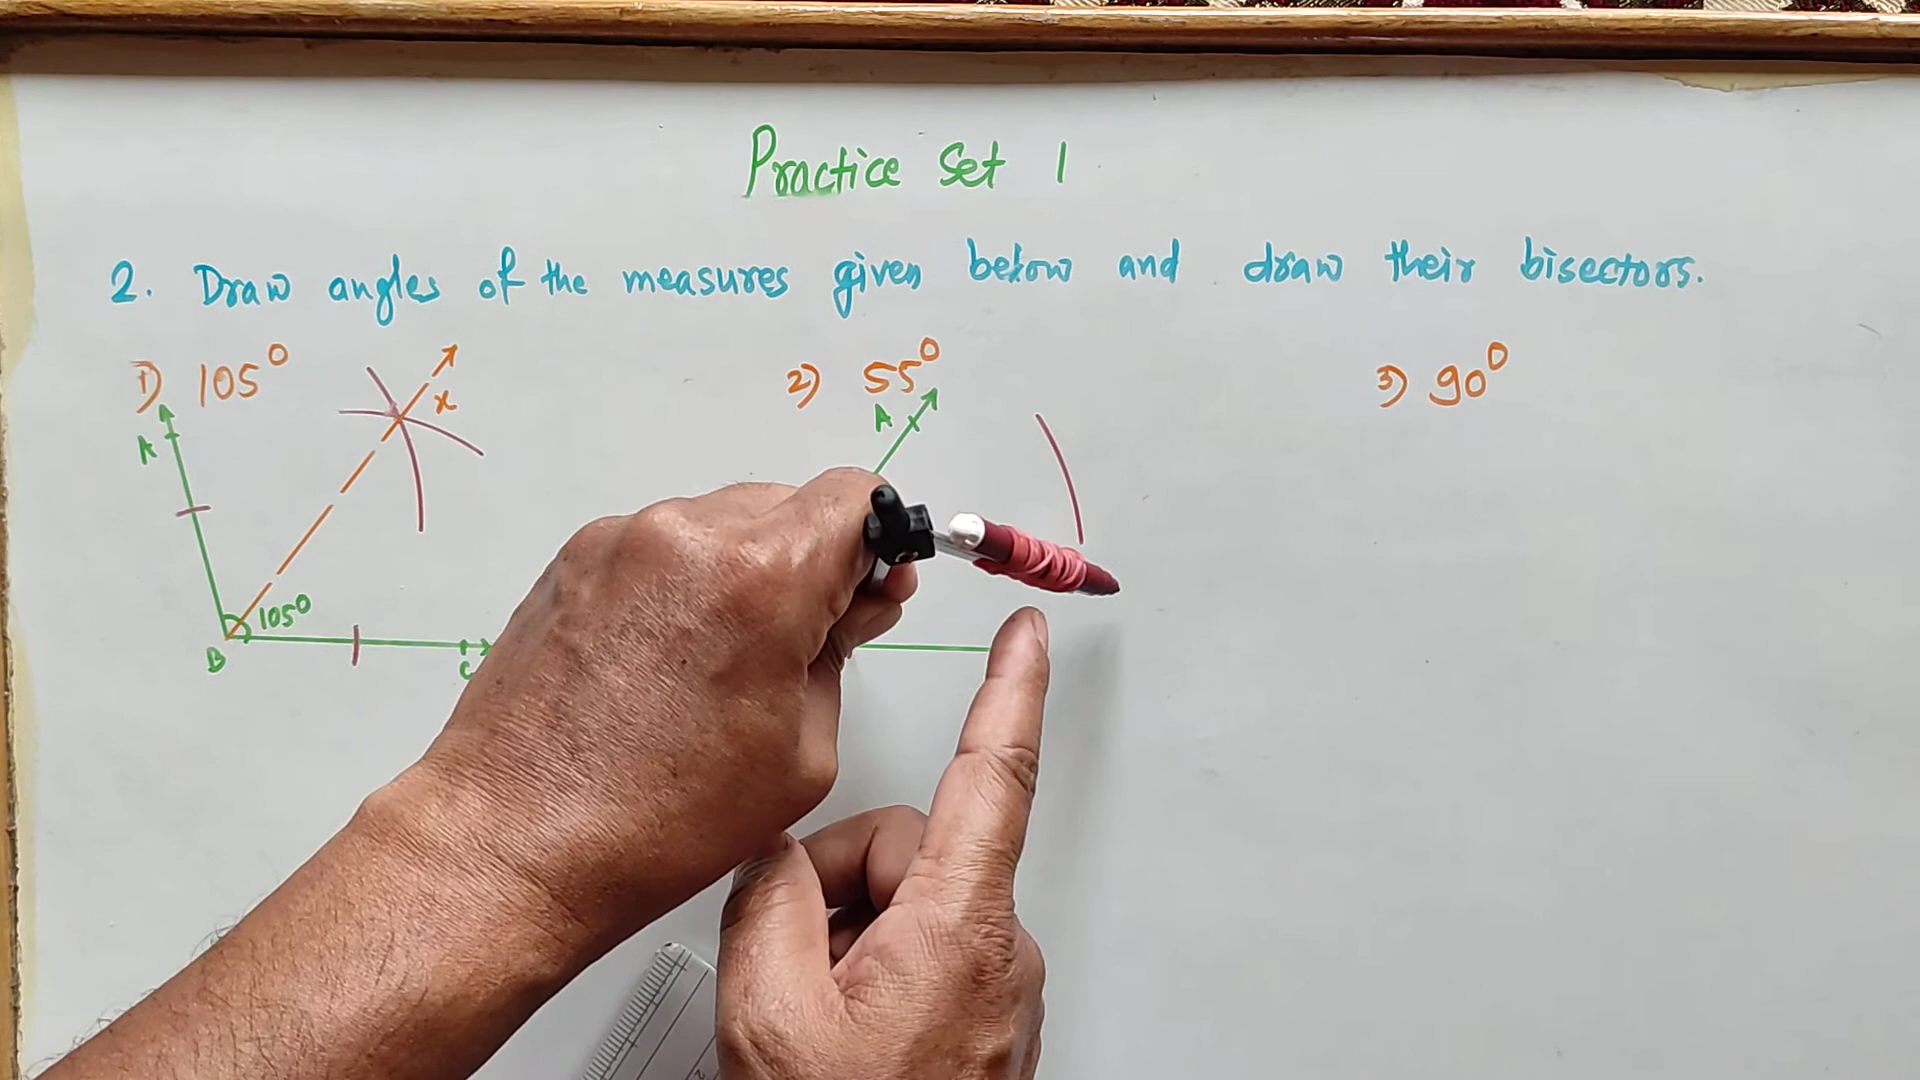 Practice Set 1
2. Draw angles of the measures given below and draw their bisectors.
1) 105° 2) 55° 3) 90°
x
A A
105°
B C